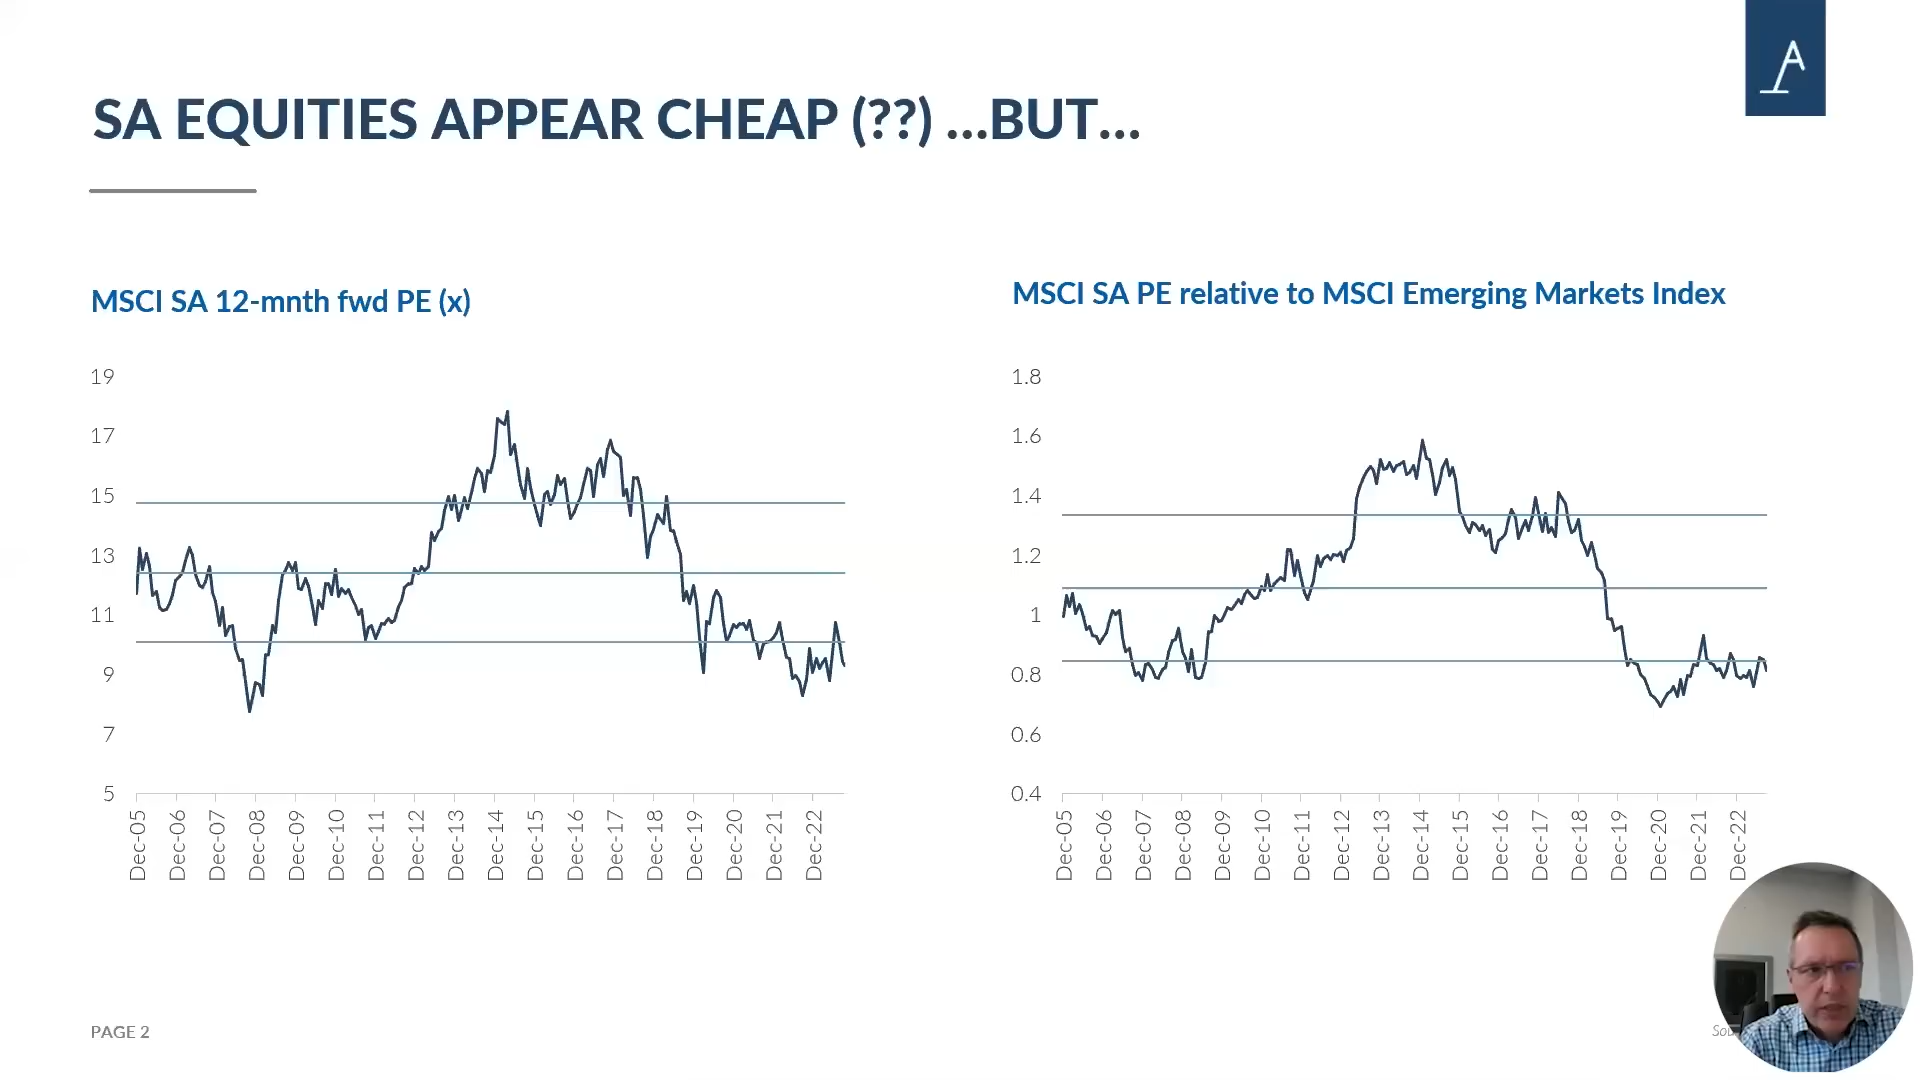 SA EQUITIES APPEAR CHEAP (??) ...BUT...
MSCI SA 12-mnth fwd PE (x)
19
17
15
13
11
9
7
5
Dec-05
Dec-06
Dec-07
Dec-08
Dec-09
Dec-10
Dec-11
Dec-12
Dec-13
Dec-14
Dec-15
Dec-16
Dec-17
Dec-18
Dec-19
Dec-20
Dec-21
Dec-22
MSCI SA PE relative to MSCI Emerging Markets Index
1.8
1.6
1.4
1.2
1
0.8
0.6
0.4
Dec-05
Dec-06
Dec-07
Dec-08
Dec-09
Dec-10
Dec-11
Dec-12
Dec-13
Dec-14
Dec-15
Dec-16
Dec-17
Dec-18
Dec-19
Dec-20
Dec-21
Dec-22
PAGE 2